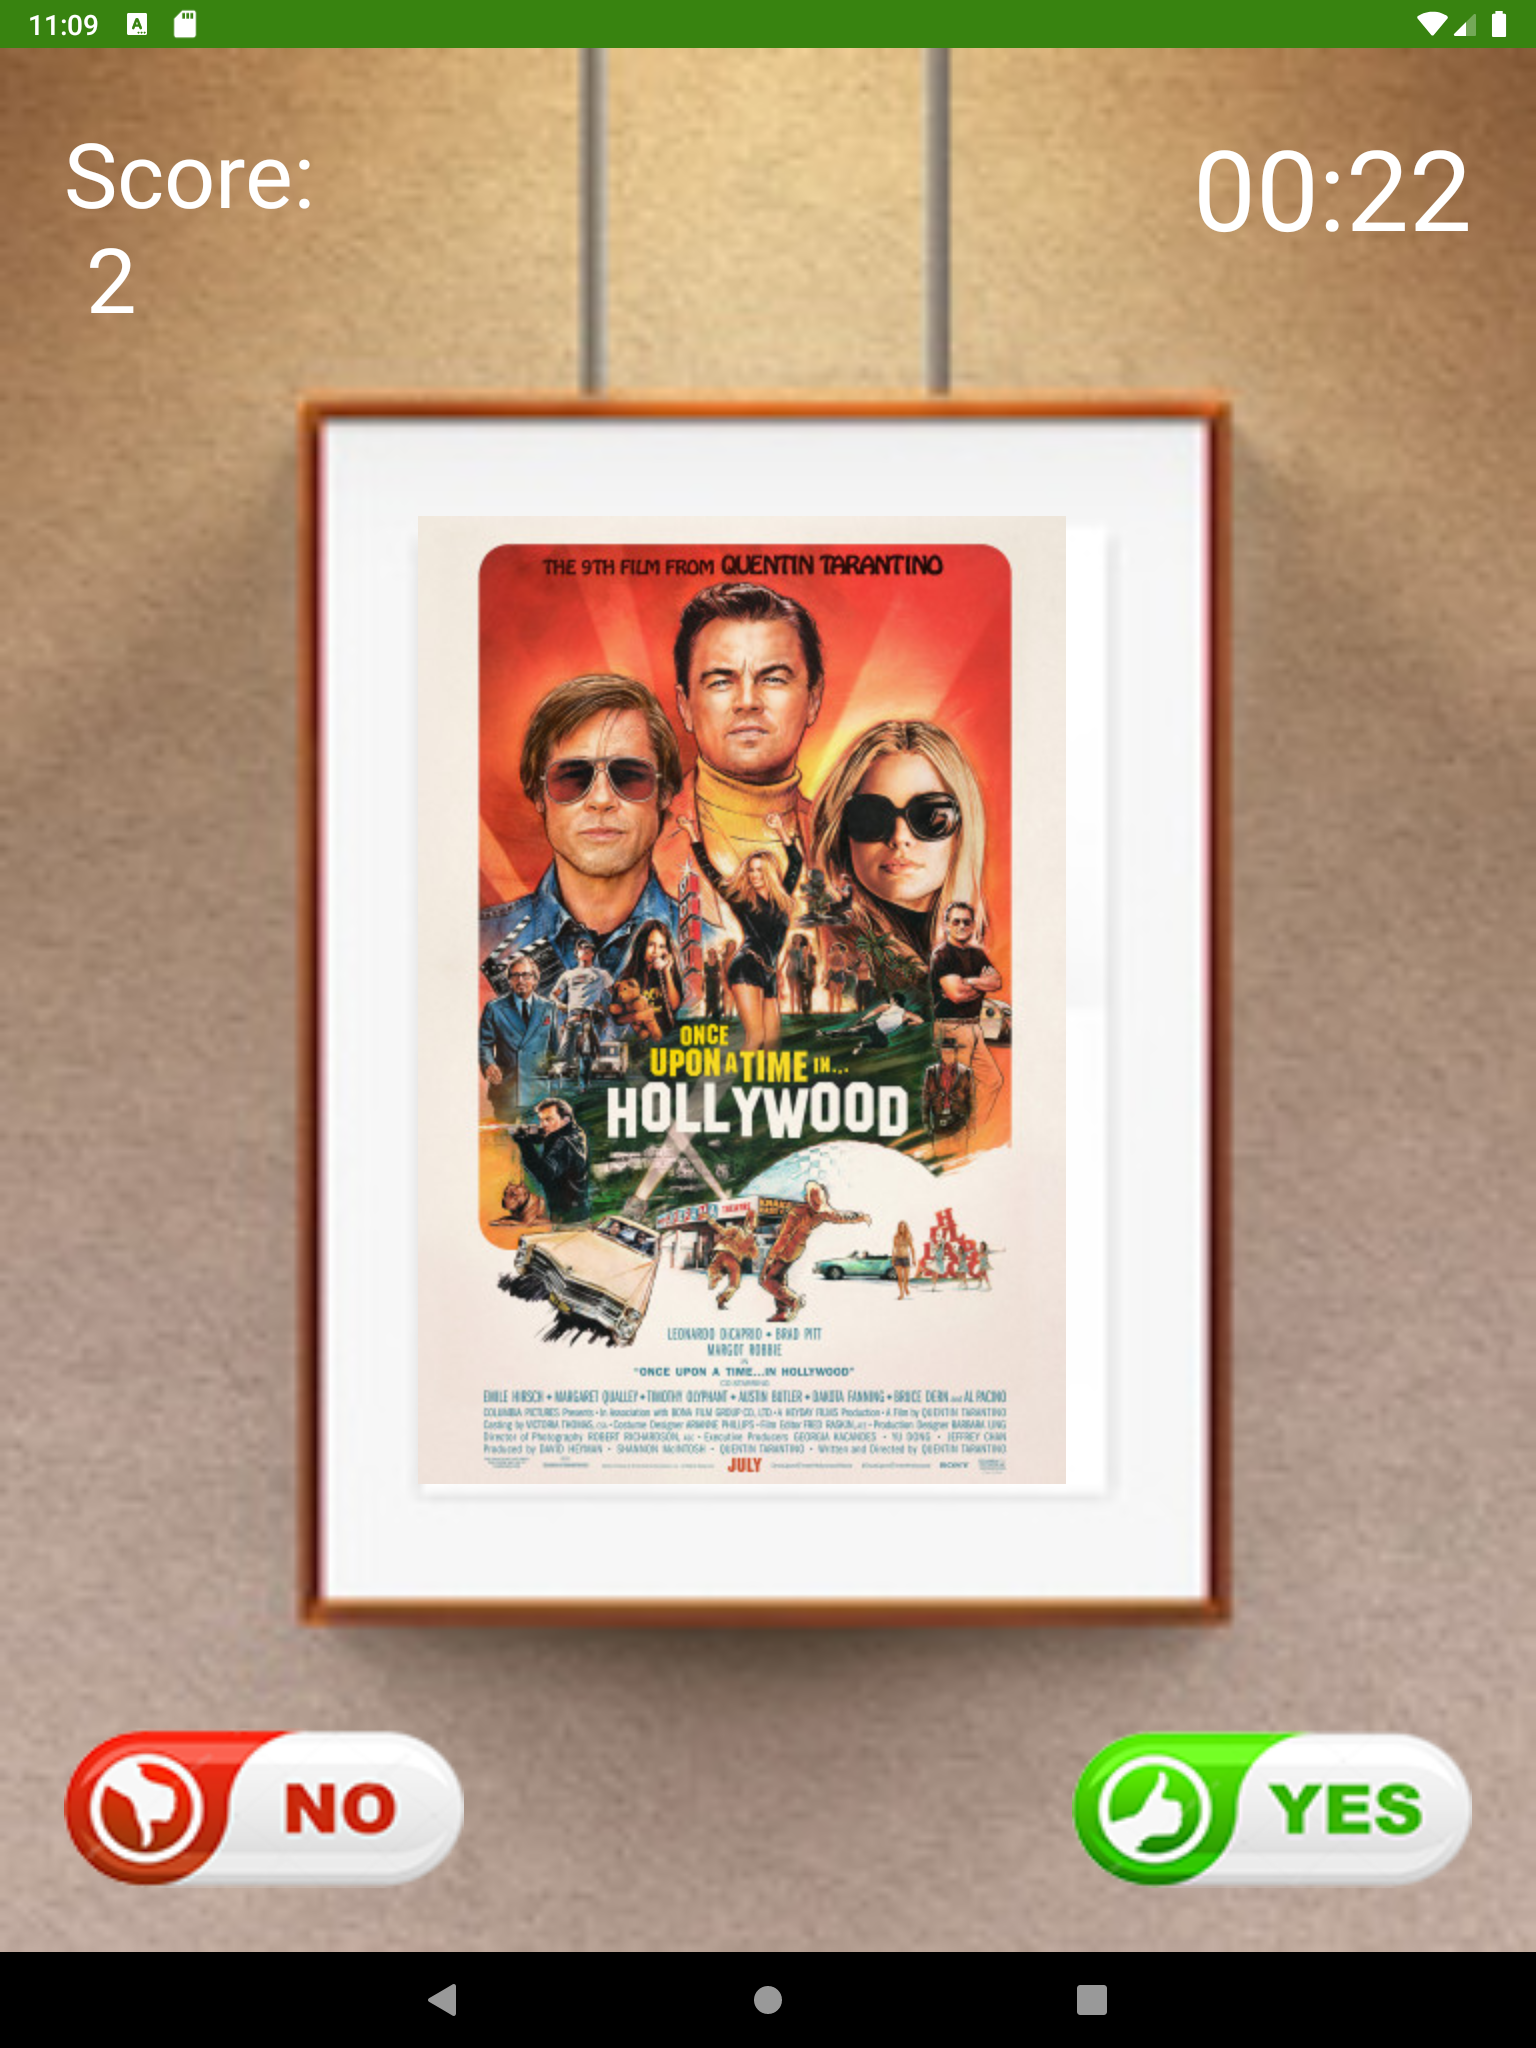 11:09
Score:
2
00:22
THE 9TH FILM FROM QUENTIN TARANTINO
ONCE
UPON A TIME IN...
HOLLYWOOD
LEONARDO DiCAPRIO • BRAD PITT
MARGOT ROBBIE
IN
"ONCE UPON A TIME...IN HOLLYWOOD"
CO-STARRING
EMILE HIRSCH • MARGARET QUALLEY • TIMOTHY OLYPHANT • AUSTIN BUTLER • DAKOTA FANNING • BRUCE DERN and AL PACINO
COLUMBIA PICTURES Presents • In Association with BONA FILM GROUP CO., LTD. • A HEYDAY FILMS Production • A Film by QUENTIN TARANTINO
Casting by VICTORIA THOMAS, • Costume Designer ARIANNE PHILLIPS • Film Editor FRED RASKIN, • Production Designer BARBARA LING
Director of Photography ROBERT RICHARDSON, ASC • Executive Producers GEORGIA KACANDES • YU DONG • JEFFREY CHAN
Produced by DAVID HEYMAN • SHANNON McINTOSH • QUENTIN TARANTINO • Written and Directed by QUENTIN TARANTINO
JULY
SONY
NO
YES